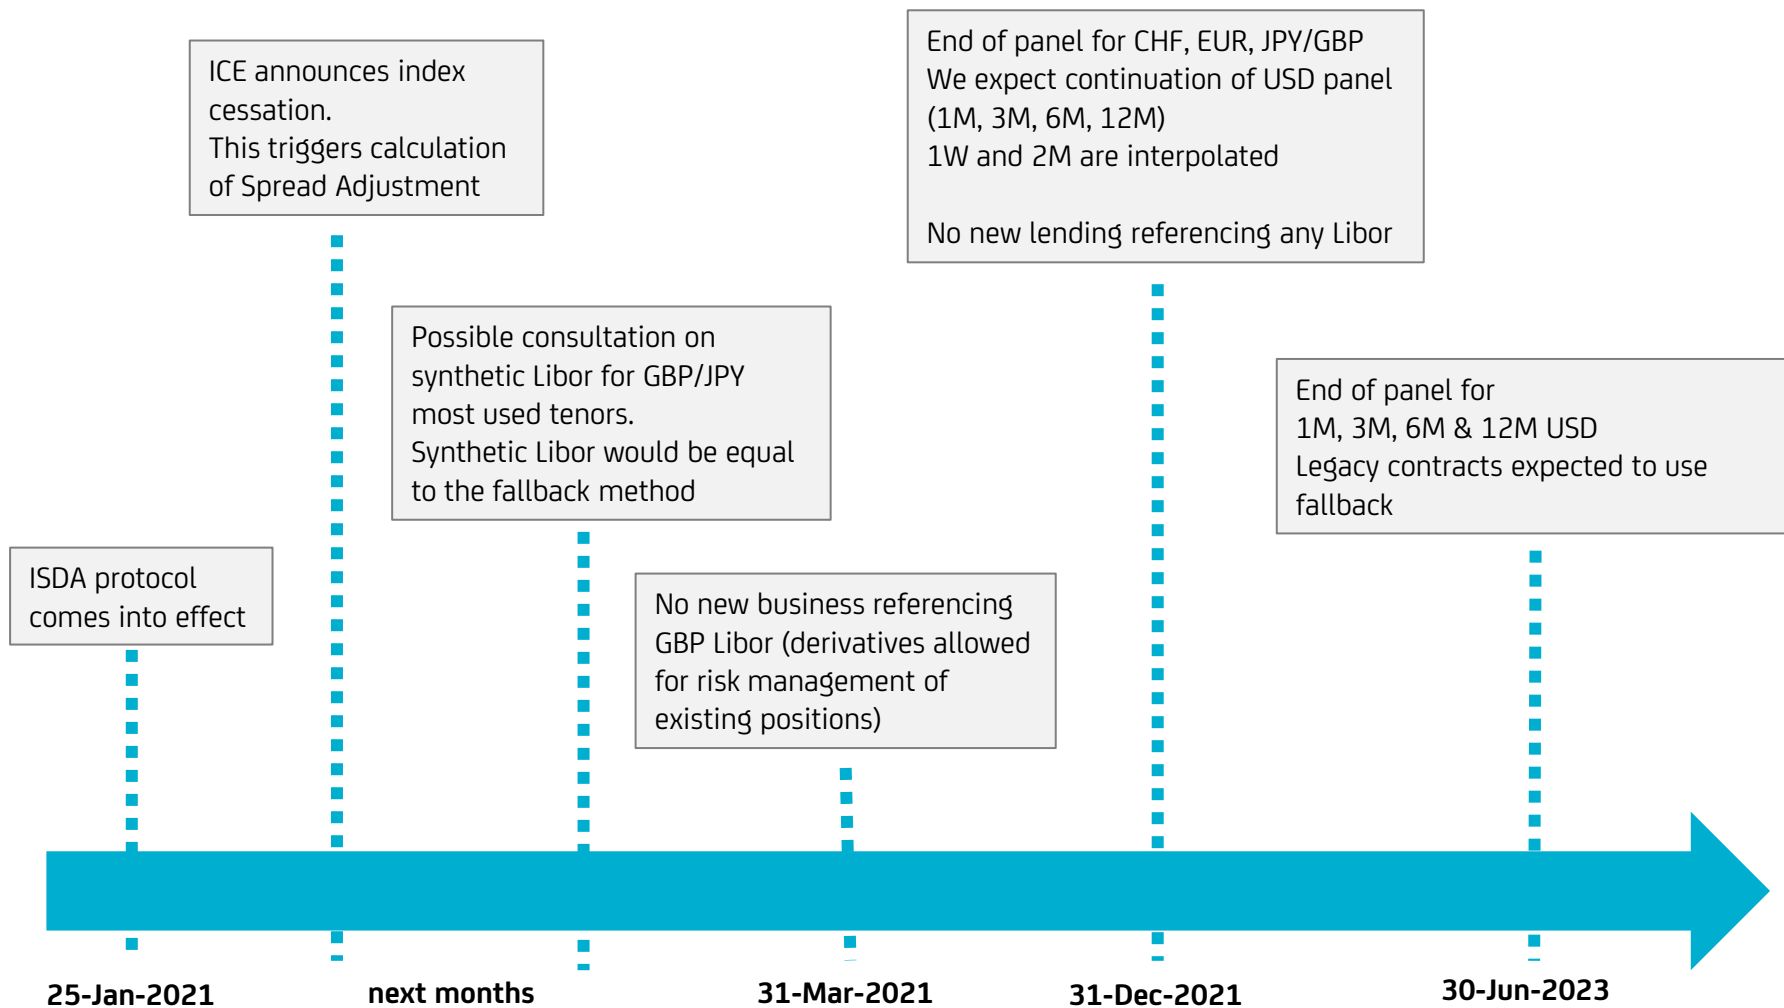 ICE announces index
cessation.
This triggers calculation
of Spread Adjustment
End of panel for CHF, EUR, JPY/GBP
We expect continuation of USD panel
(1M, 3M, 6M, 12M)
1W and 2M are interpolated
No new lending referencing any Libor
Possible consultation on
synthetic Libor for GBP/JPY
most used tenors.
Synthetic Libor would be equal
to the fallback method
End of panel for
1M, 3M, 6M & 12M USD
Legacy contracts expected to use
fallback
ISDA protocol
comes into effect
No new business referencing
GBP Libor (derivatives allowed
for risk management of
existing positions)
25-Jan-2021
next months
31-Mar-2021
31-Dec-2021
30-Jun-2023